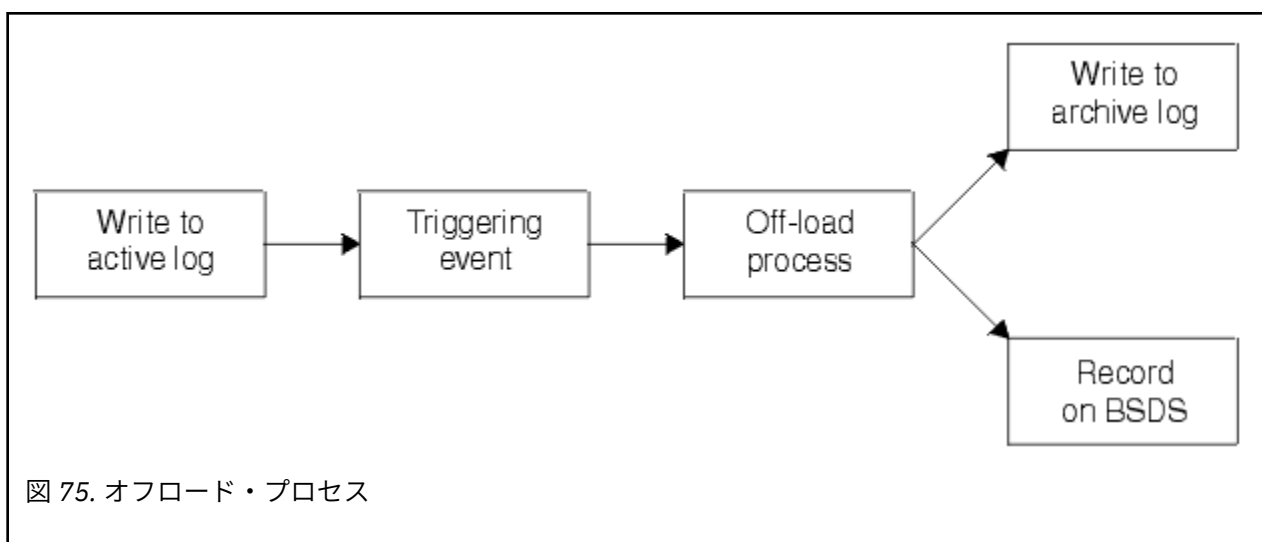 Write to
active log
Triggering
event
Off-load
process
Write to
archive log
Record
on BSDS
図 75. オフロード・プロセス